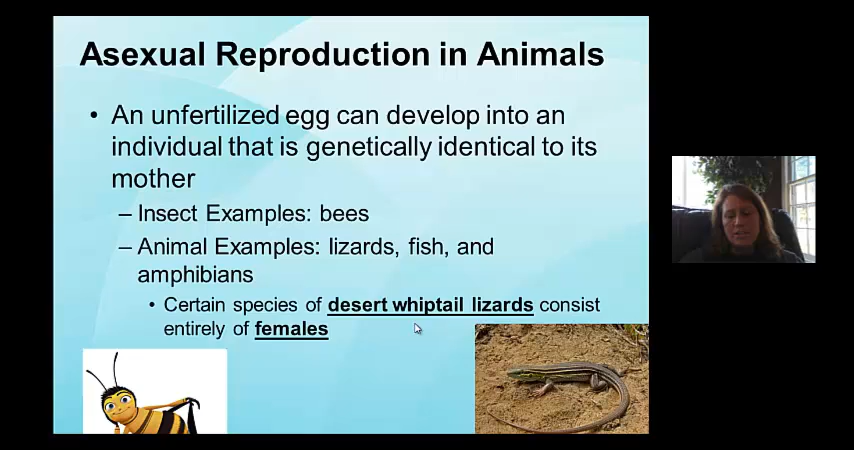 Asexual Reproduction in Animals
• An unfertilized egg can develop into an
individual that is genetically identical to its
mother
– Insect Examples: bees
– Animal Examples: lizards, fish, and
amphibians
• Certain species of desert whiptail lizards consist
entirely of females